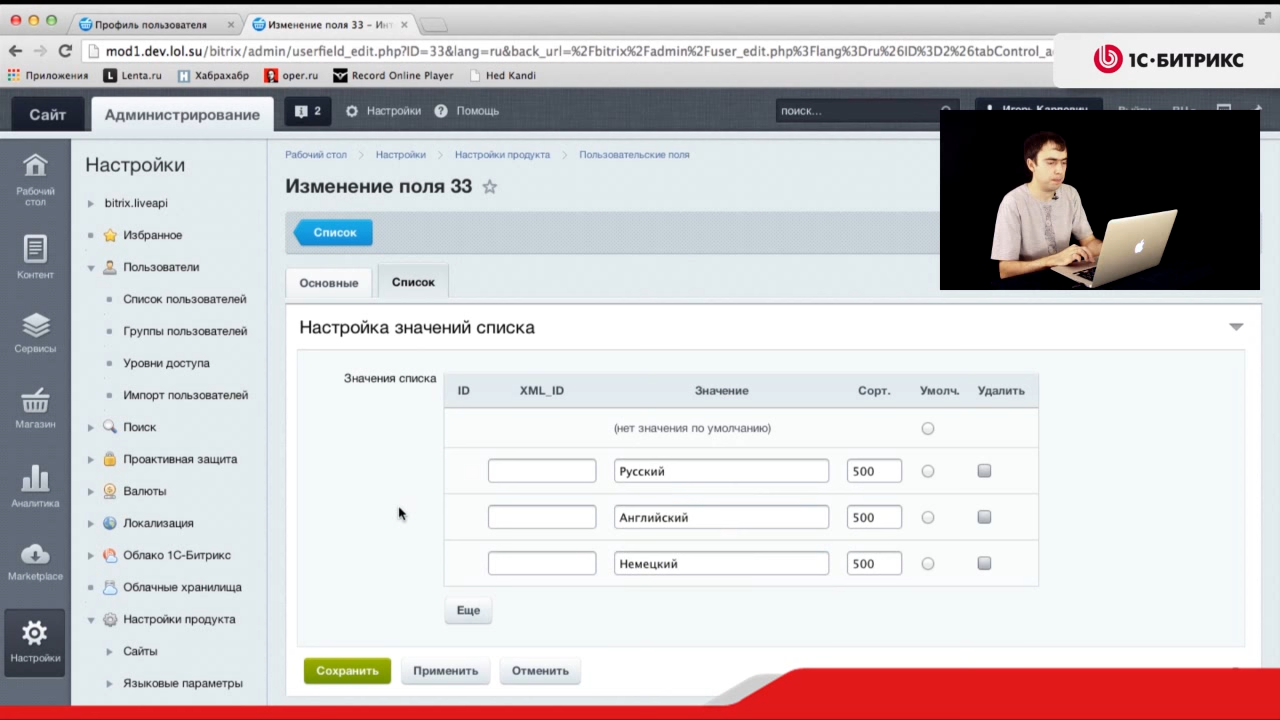 Профиль пользователя
Изменение поля 33 – Инт
mod1.dev.lol.su/bitrix/admin/userfield_edit.php?ID=33&lang=ru&back_url=%2Fbitrix%2Fadmin%2Fuser_edit.php%3Flang%3Dru%26ID%3D2%26tabControl_a
1С·БИТРИКС
Приложения
Lenta.ru
Хабрахабр
oper.ru
Record Online Player
Hed Kandi
Сайт
Администрирование
2
Настройки
Помощь
поиск...
Игорь Карпович
Рабочий стол
Контент
Сервисы
Магазин
Аналитика
Marketplace
Настройки
Настройки
bitrix.liveapi
Избранное
Пользователи
Список пользователей
Группы пользователей
Уровни доступа
Импорт пользователей
Поиск
Проактивная защита
Валюты
Локализация
Облако 1С-Битрикс
Облачные хранилища
Настройки продукта
Сайты
Языковые параметры
Рабочий стол > Настройки > Настройки продукта > Пользовательские поля
Изменение поля 33
Список
Основные
Список
Настройка значений списка
Значения списка
ID XML_ID Значение Сорт. Умолч. Удалить
(нет значения по умолчанию)
Русский 500
Английский 500
Немецкий 500
Еще
Сохранить
Применить
Отменить